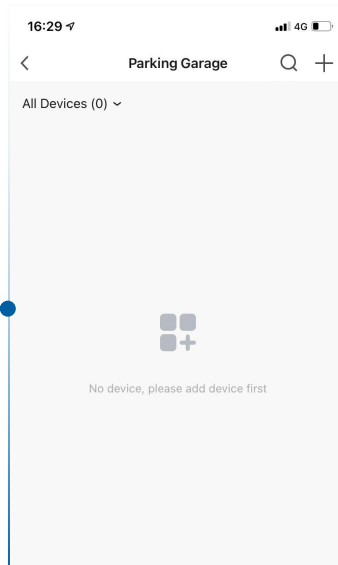 16:29
4G
Parking Garage
All Devices (0)
No device, please add device first